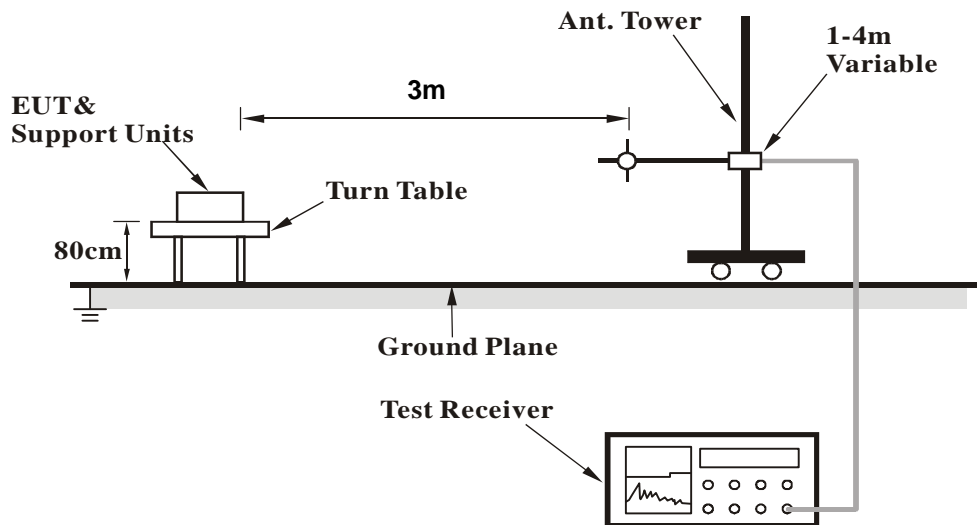 Ant. Tower
1-4m
Variable
3m
EUT&
Support Units
Turn Table
80cm
Ground Plane
Test Receiver